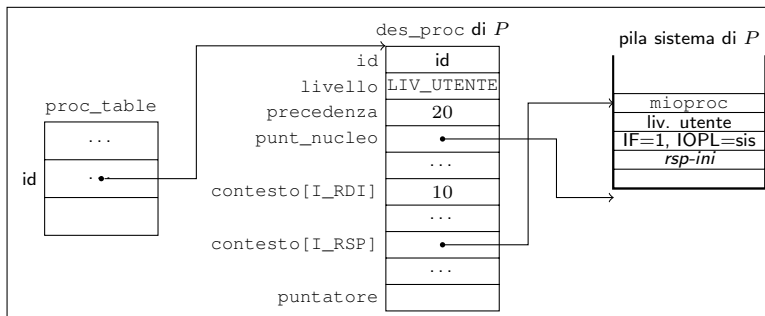 proc_table
...
id
...
des_proc di P
id
id
livello
LIV_UTENTE
precedenza
20
punt_nucleo
...
contesto[I_RDI]
10
...
contesto[I_RSP]
...
puntatore
pila sistema di P
mioproc
liv. utente
IF=1, IOPL=sis
rsp-ini